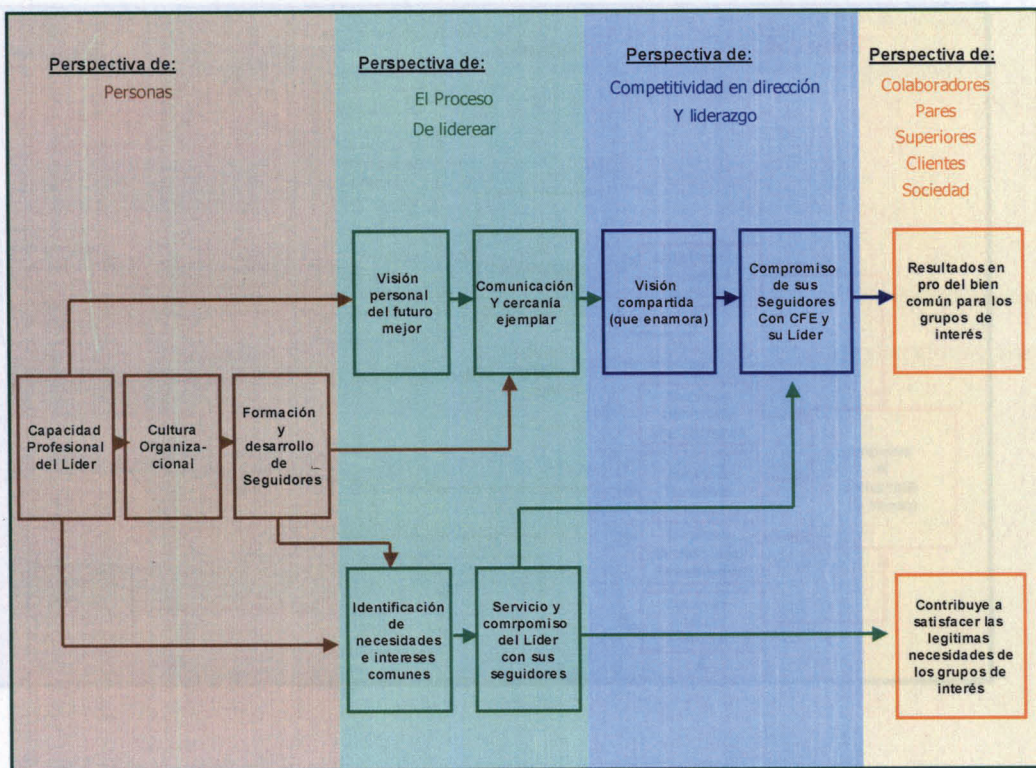 Perspectiva de:
Personas
Perspectiva de:
El Proceso
De liderear
Perspectiva de:
Competitividad en dirección
Y liderazgo
Perspectiva de:
Colaboradores
Pares
Superiores
Clientes
Sociedad
Visión
personal
del futuro
mejor
Comunicación
Y cercanía
ejemplar
Visión
compartida
(que enamora)
Compromiso
de sus
Seguidores
Con CFE y
su Líder
Resultados en
pro del bien
común para los
grupos de
interés
Capacidad
Profesional
del Líder
Cultura
Organiza-
cional
Formación
y
desarrollo
de
Seguidores
Identificación
de
necesidades
e intereses
comunes
Servicio y
comrpomiso
del Líder
con sus
seguidores
Contribuye a
satisfacer las
legitimas
necesidades de
los grupos de
interés